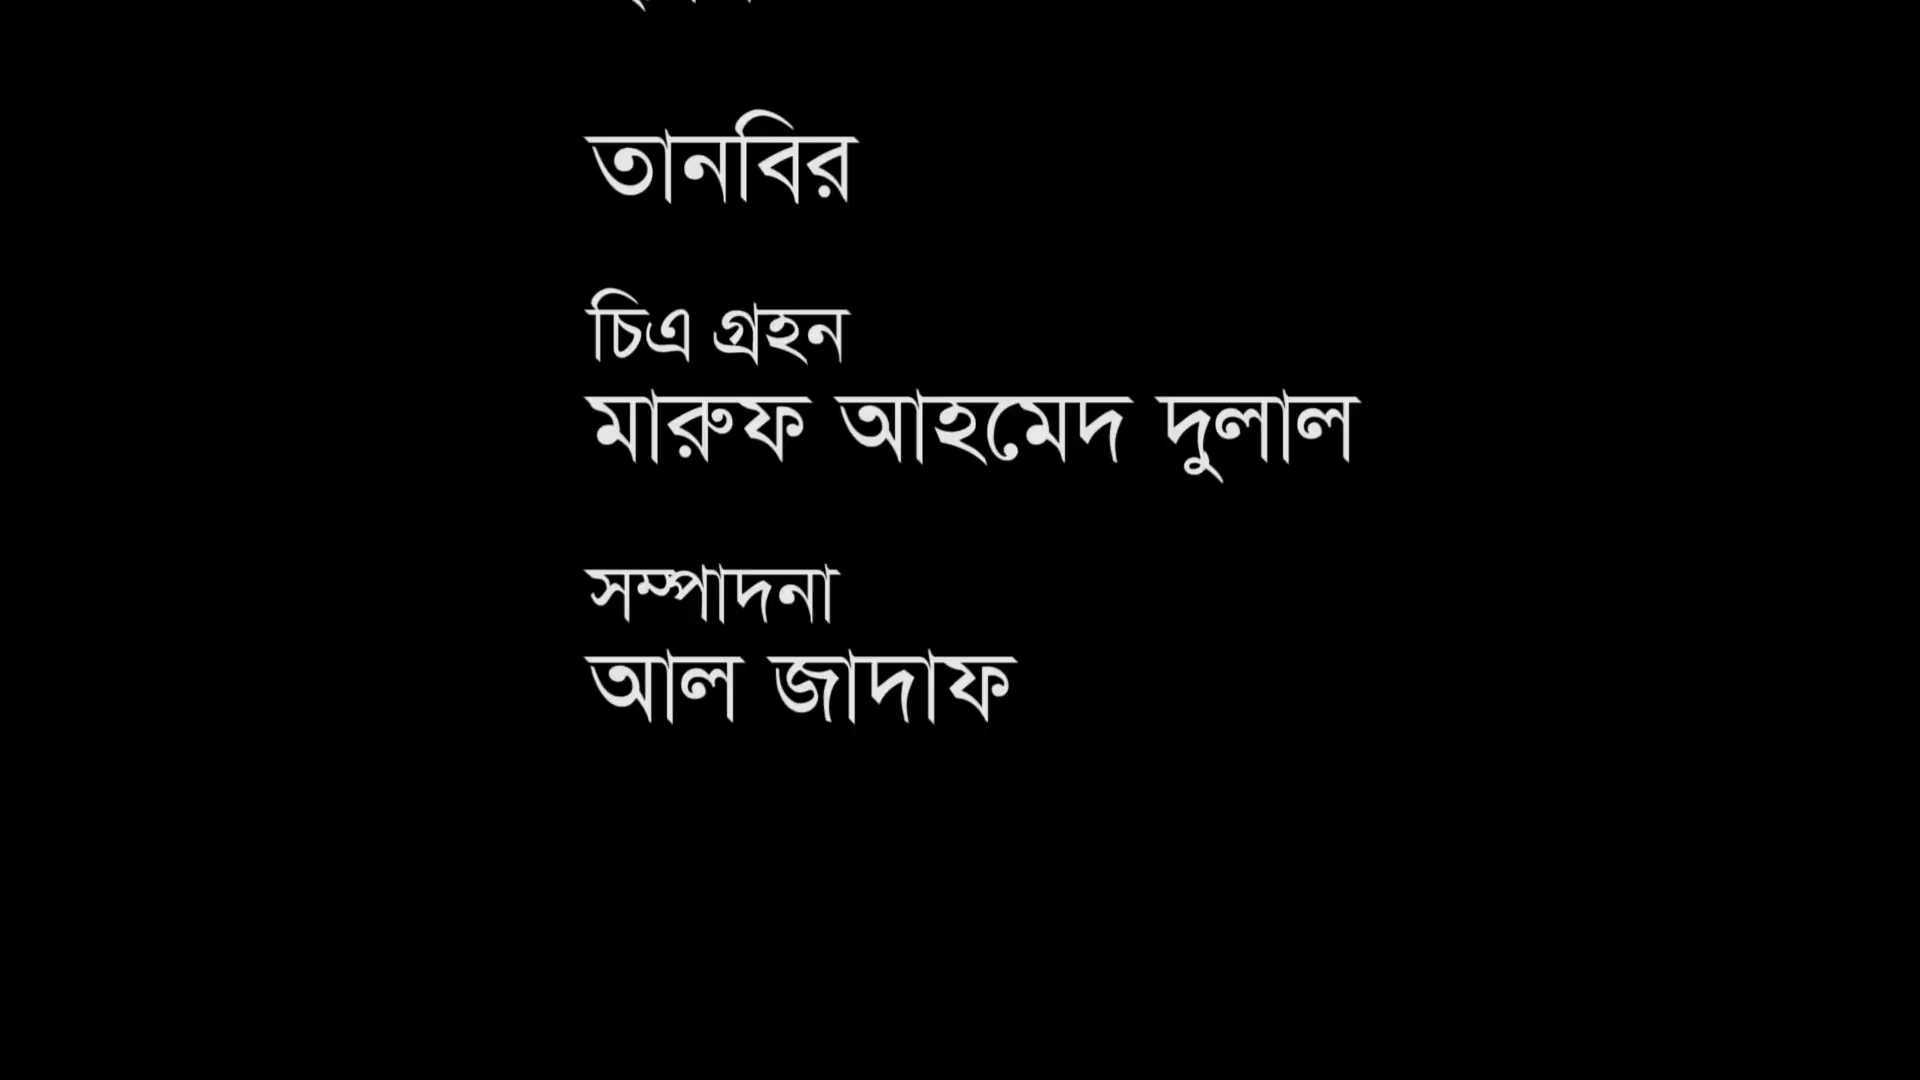 তানবির
চিএ গ্রহন
মারুফ আহমেদ দুলাল
সম্পাদনা
আল জাদাফ